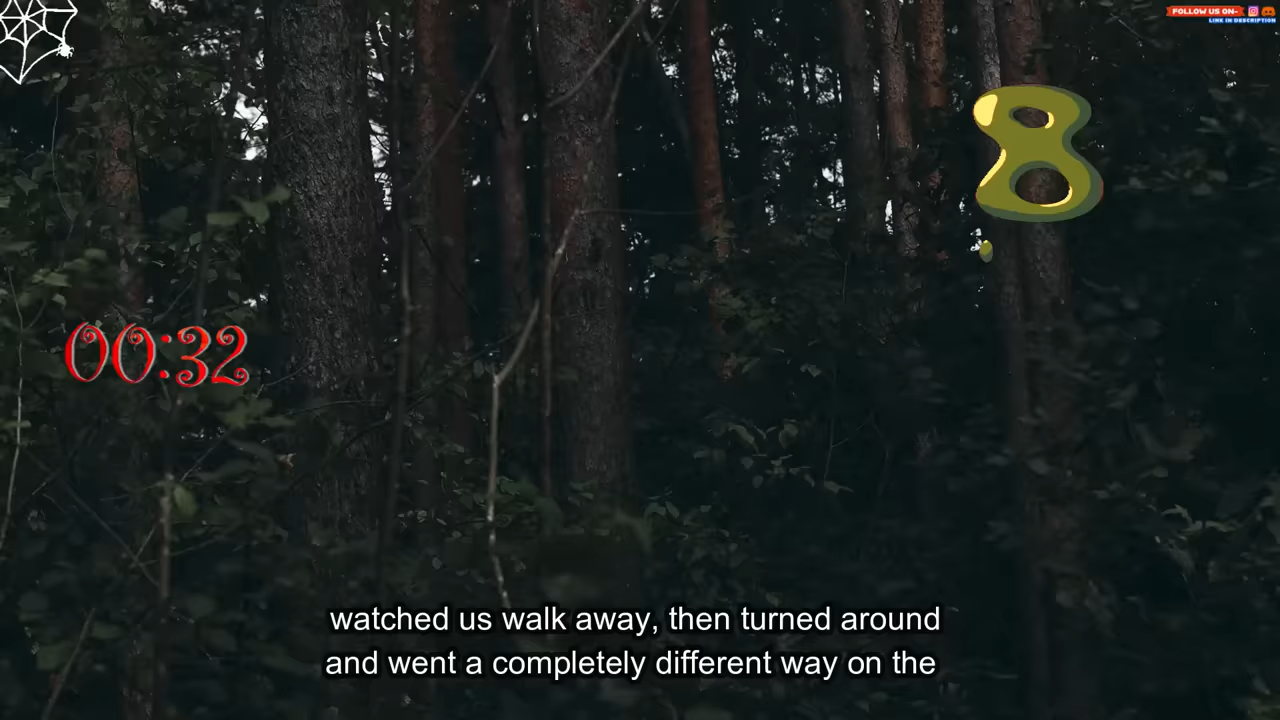 FOLLOW US ON-
LINK IN DESCRIPTION
8
00:32
watched us walk away, then turned around
and went a completely different way on the